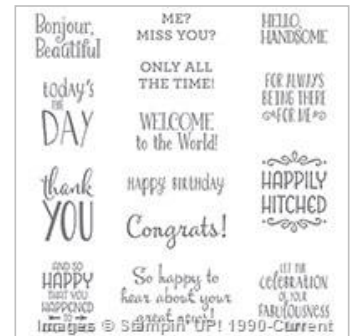 Bonjour,
Beautiful
today's
THE
DAY
thank
YOU
AND SO
HAPPY
THAT YOU
HAPPENED
TO
ME?
MISS YOU?
ONLY ALL
THE TIME!
WELCOME
to the World!
HAPPY BIRTHDAY
Congrats!
So happy to
hear about your
great news!
HELLO,
HANDSOME
FOR ALWAYS
BEING THERE
FOR ME
HAPPILY
HITCHED
LET THE
CELEBRATION
OF YOUR
FABULOUSNESS
Images © Stampin' UP! 1990-Current